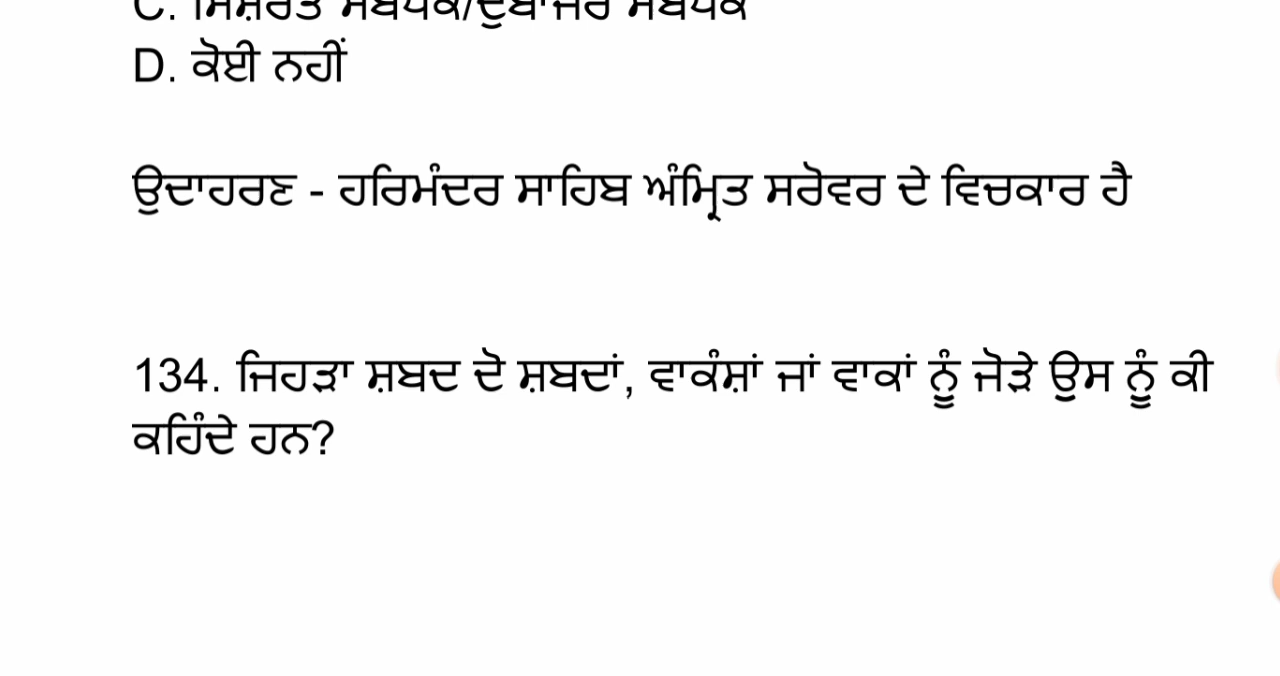 D. ਕੋਈ ਨਹੀਂ
ਉਦਾਹਰਣ - ਹਰਿਮੰਦਰ ਸਾਹਿਬ ਅੰਮ੍ਰਿਤ ਸਰੋਵਰ ਦੇ ਵਿਚਕਾਰ ਹੈ
134. ਜਿਹੜਾ ਸ਼ਬਦ ਦੋ ਸ਼ਬਦਾਂ, ਵਾਕੰਸ਼ਾਂ ਜਾਂ ਵਾਕਾਂ ਨੂੰ ਜੋੜੇ ਉਸ ਨੂੰ ਕੀ
ਕਹਿੰਦੇ ਹਨ?